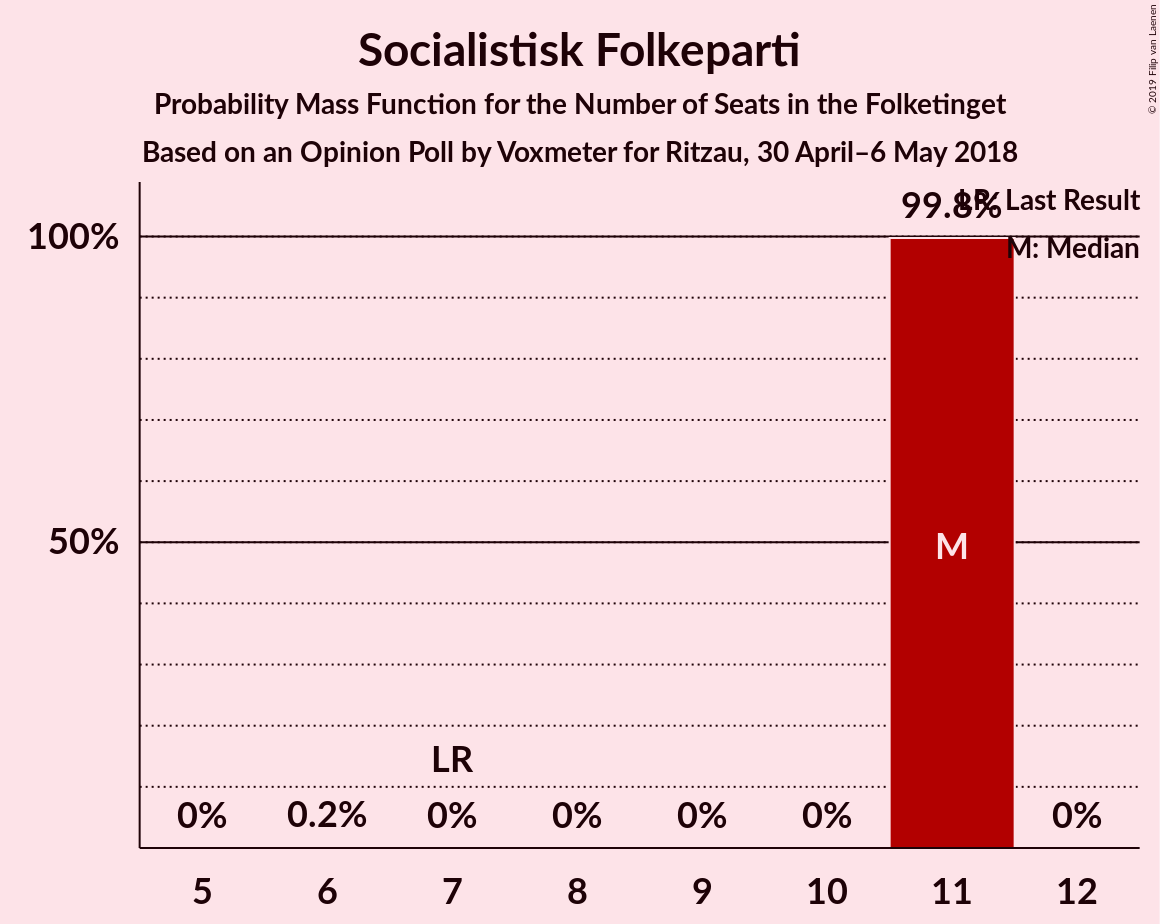 Socialistisk Folkeparti
Probability Mass Function for the Number of Seats in the Folketinget
Based on an Opinion Poll by Voxmeter for Ritzau, 30 April–6 May 2018
© 2019 Filip van Laenen
99.8%
LR: Last Result
M: Median
100%
50%
M
LR
0% 0.2% 0% 0% 0% 0% 0%
5 6 7 8 9 10 11 12